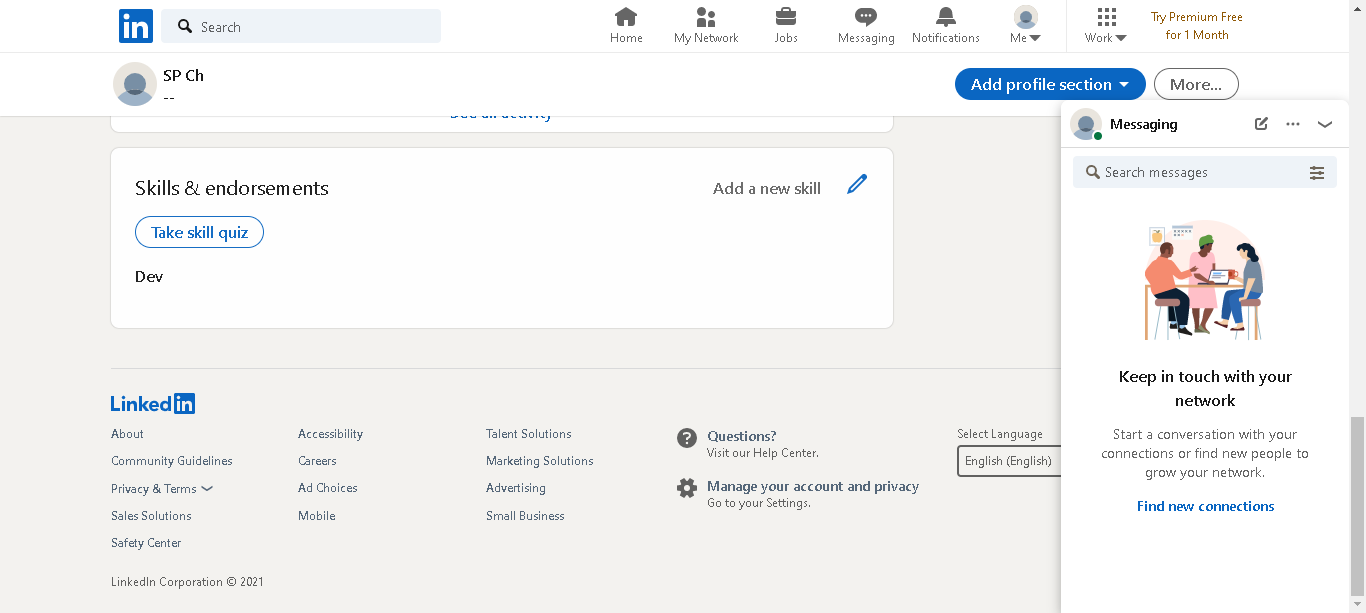 in
Search
Home
My Network
Jobs
Messaging
Notifications
Me
Work
Try Premium Free
for 1 Month
SP Ch
--
Add profile section
More...
See all activity
Skills & endorsements
Add a new skill
Take skill quiz
Dev
Messaging
Search messages
Keep in touch with your
network
Start a conversation with your
connections or find new people to
grow your network.
Find new connections
LinkedIn
About
Community Guidelines
Privacy & Terms
Sales Solutions
Safety Center
Accessibility
Careers
Ad Choices
Mobile
Talent Solutions
Marketing Solutions
Advertising
Small Business
Questions?
Visit our Help Center.
Manage your account and privacy
Go to your Settings.
Select Language
English (English)
LinkedIn Corporation © 2021